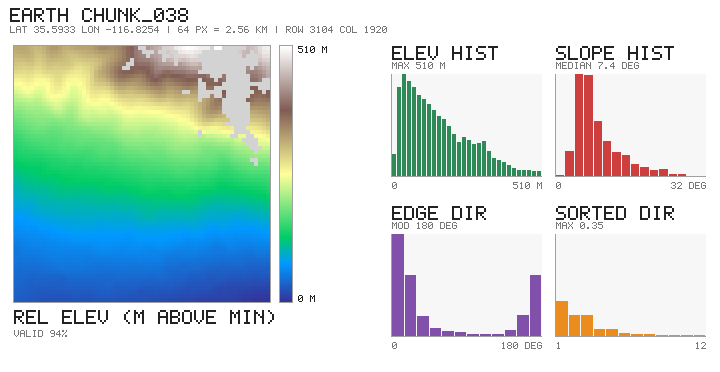 EARTH CHUNK_038
LAT 35.5933 LON -116.8254 | 64 PX = 2.56 KM | ROW 3104 COL 1920
510 M
0 M
REL ELEV (M ABOVE MIN)
VALID 94%
ELEV HIST
MAX 510 M
0 510 M
SLOPE HIST
MEDIAN 7.4 DEG
0 32 DEG
EDGE DIR
MOD 180 DEG
0 180 DEG
SORTED DIR
MAX 0.35
1 12